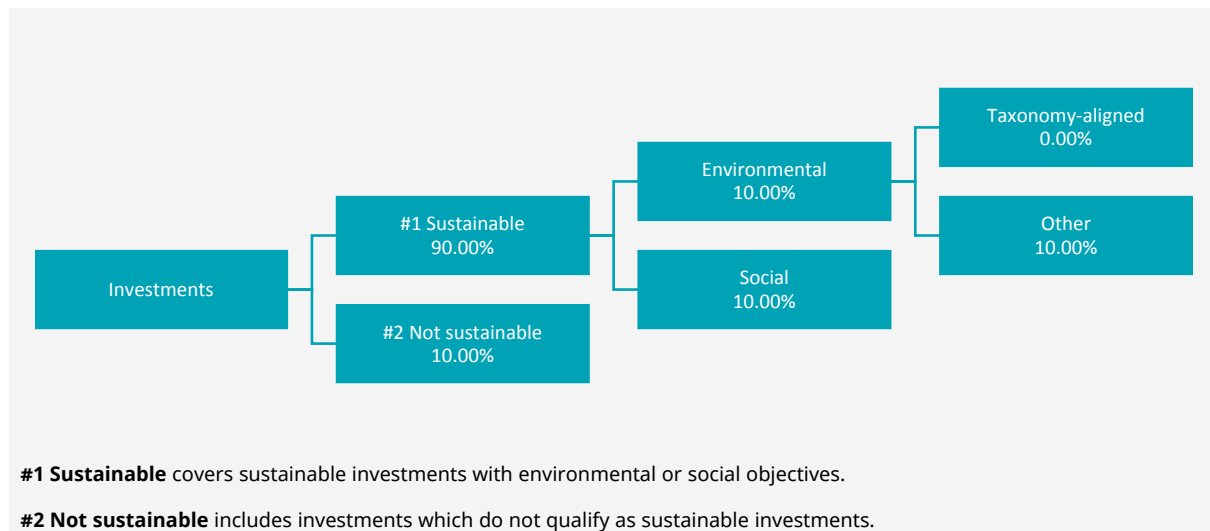 Taxonomy-aligned
0.00%
Environmental
10.00%
#1 Sustainable
90.00%
Other
10.00%
Investments
Social
10.00%
#2 Not sustainable
10.00%
#1 Sustainable covers sustainable investments with environmental or social objectives.
#2 Not sustainable includes investments which do not qualify as sustainable investments.